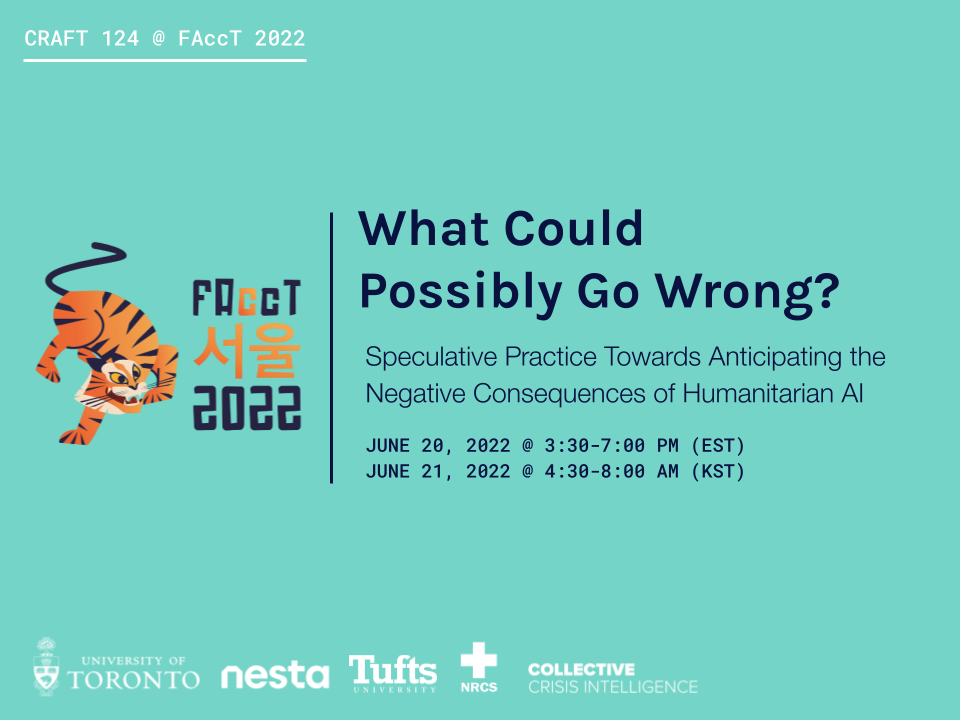 CRAFT 124 @ FAccT 2022
What Could
Possibly Go Wrong?
Speculative Practice Towards Anticipating the
Negative Consequences of Humanitarian AI
JUNE 20, 2022 @ 3:30-7:00 PM (EST)
JUNE 21, 2022 @ 4:30-8:00 AM (KST)
FAccT
서울
2022
UNIVERSITY OF
TORONTO
nesta
Tufts
UNIVERSITY
NRCS
COLLECTIVE
CRISIS INTELLIGENCE